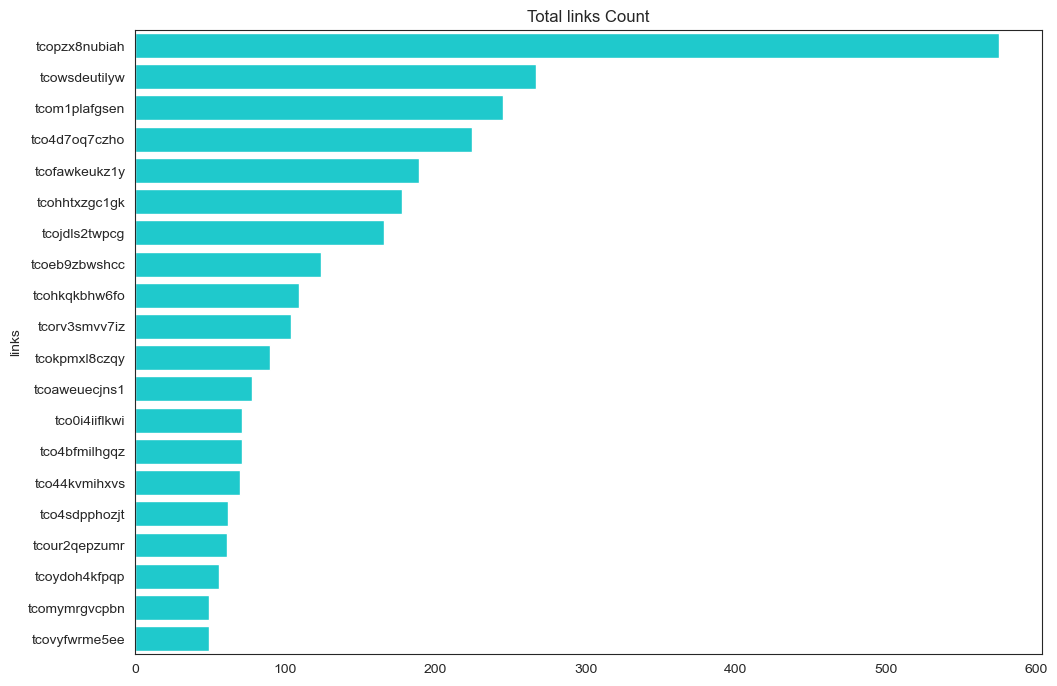 Total links Count
links
tcopzx8nubiah
tcowsdeutilyw
tcom1plafgsen
tco4d7oq7czho
tcofawkeukz1y
tcohhtxzgc1gk
tcojdls2twpcg
tcoeb9zbwshcc
tcohkqkbhw6fo
tcorv3smvv7iz
tcokpmxl8czqy
tcoaweuecjns1
tco0i4iiflkwi
tco4bfmilhgqz
tco44kvmihxvs
tco4sdpphozjt
tcour2qepzumr
tcoydoh4kfpqp
tcomymrgvcpbn
tcovyfwrme5ee
0 100 200 300 400 500 600